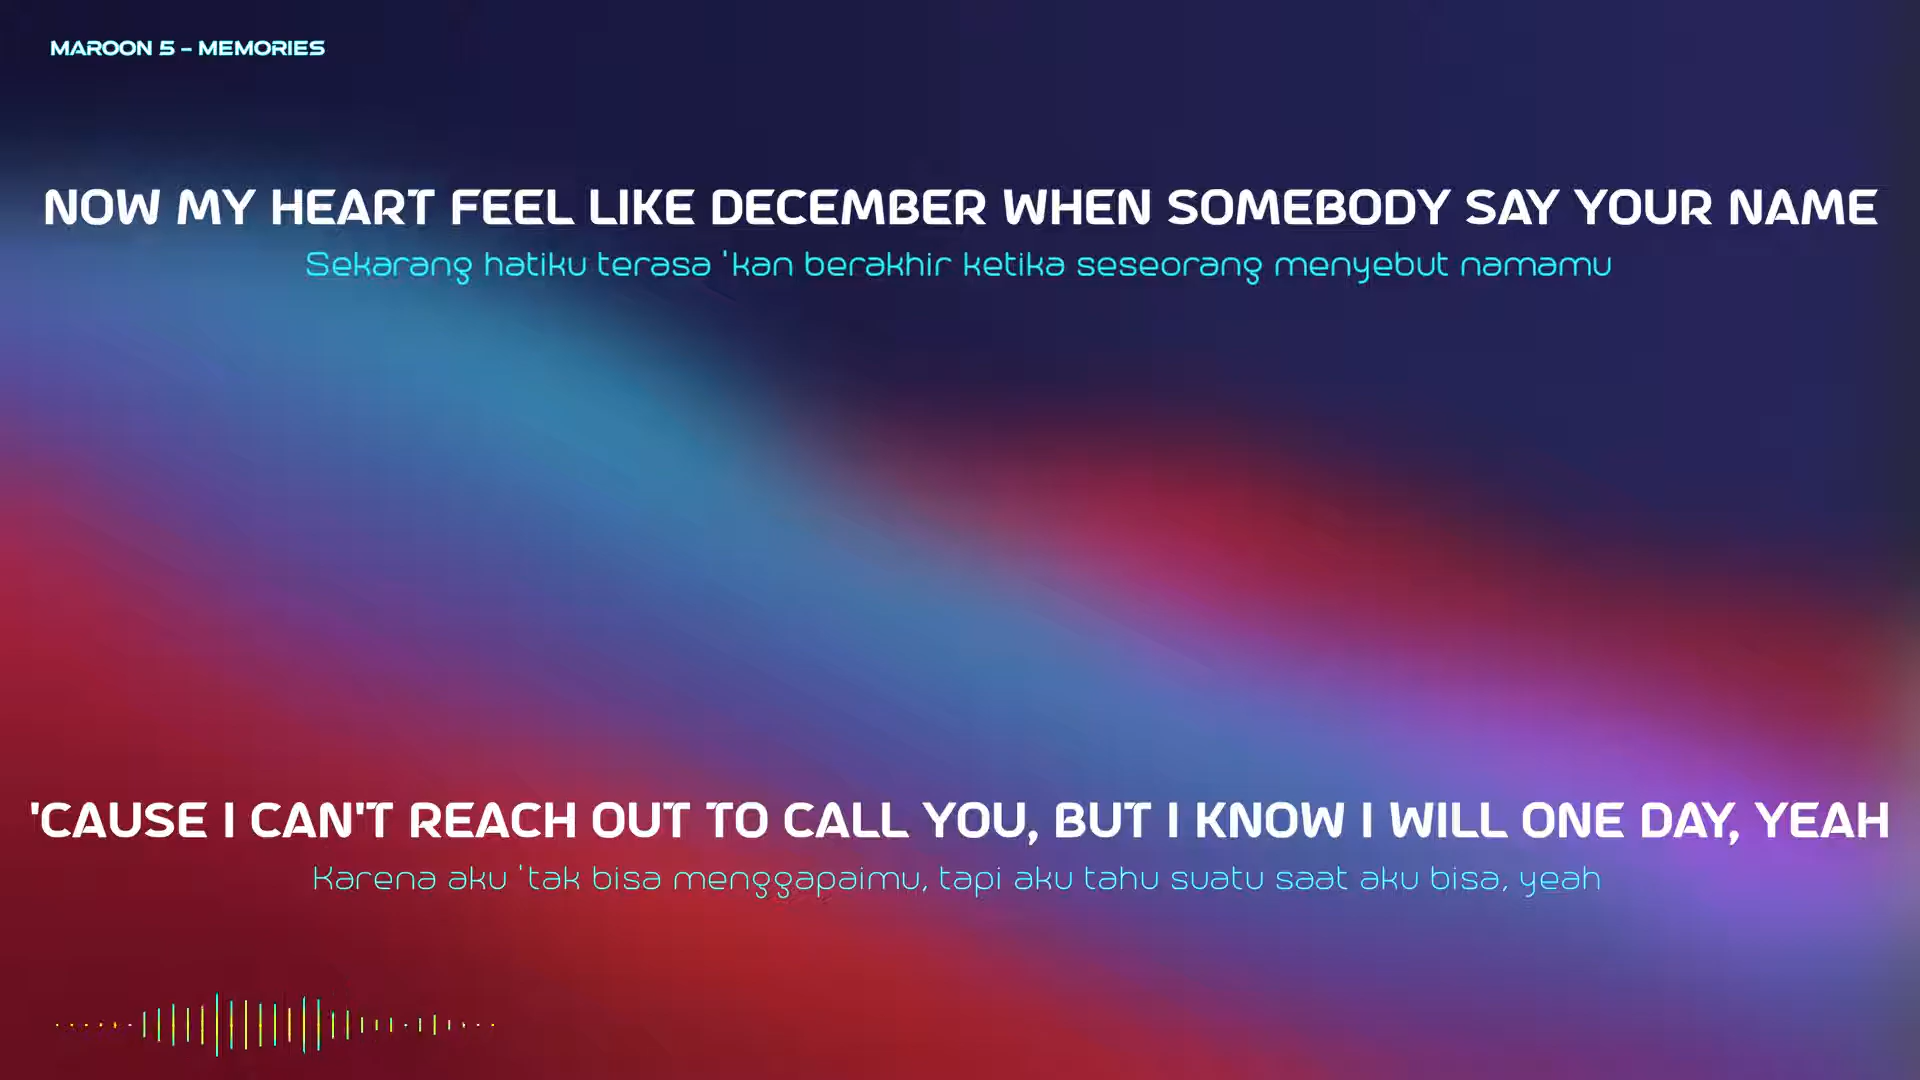 MAROON 5 - MEMORIES
NOW MY HEART FEEL LIKE DECEMBER WHEN SOMEBODY SAY YOUR NAME
Sekarang hatiku terasa 'kan berakhir ketika seseorang menyebut namamu
'CAUSE I CAN'T REACH OUT TO CALL YOU, BUT I KNOW I WILL ONE DAY, YEAH
Karena aku 'tak bisa menggapaimu, tapi aku tahu suatu saat aku bisa, yeah